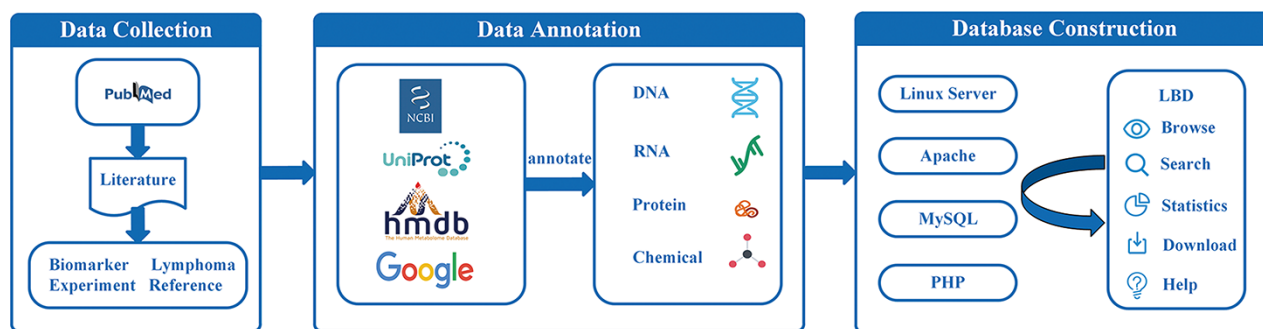 Data Collection
PubMed
Literature
Biomarker Lymphoma
Experiment Reference
Data Annotation
NCBI
UniProt
hmdb
The Human Metabolome Database
Google
annotate
DNA
RNA
Protein
Chemical
Database Construction
Linux Server
Apache
MySQL
PHP
LBD
Browse
Search
Statistics
Download
Help